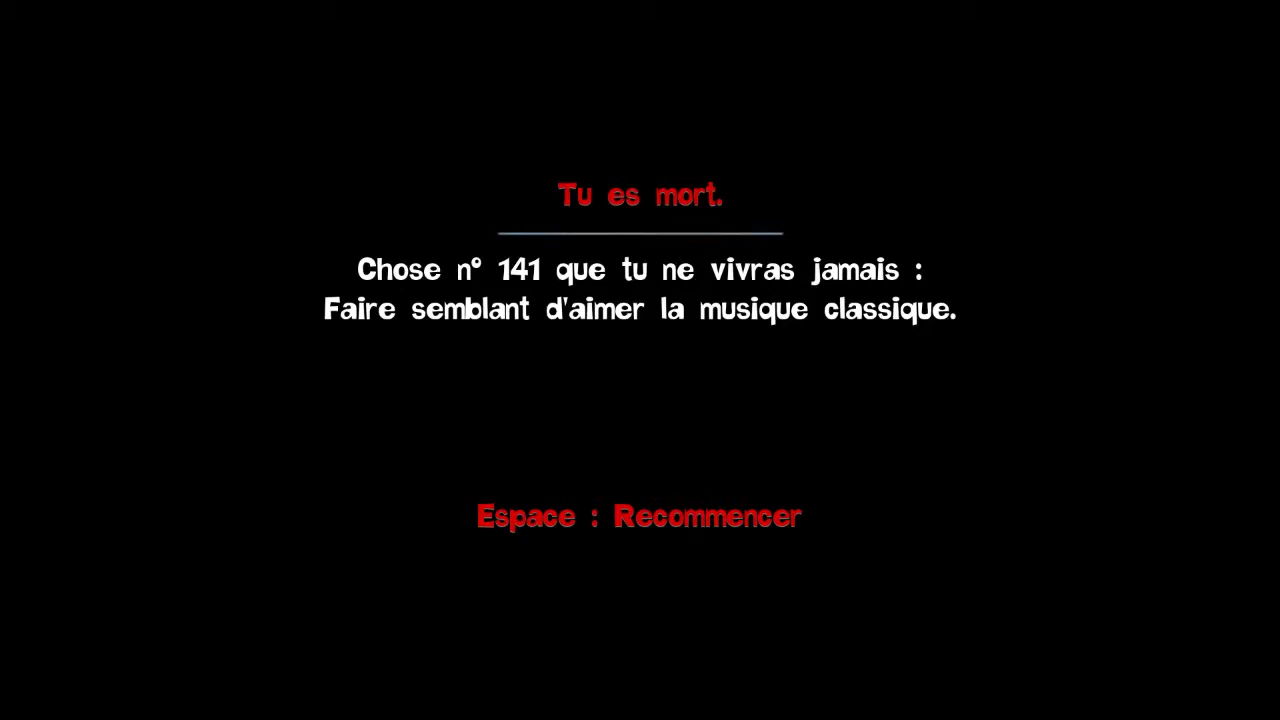 Tu es mort.
Chose n° 141 que tu ne vivras jamais :
Faire semblant d'aimer la musique classique.
Espace : Recommencer